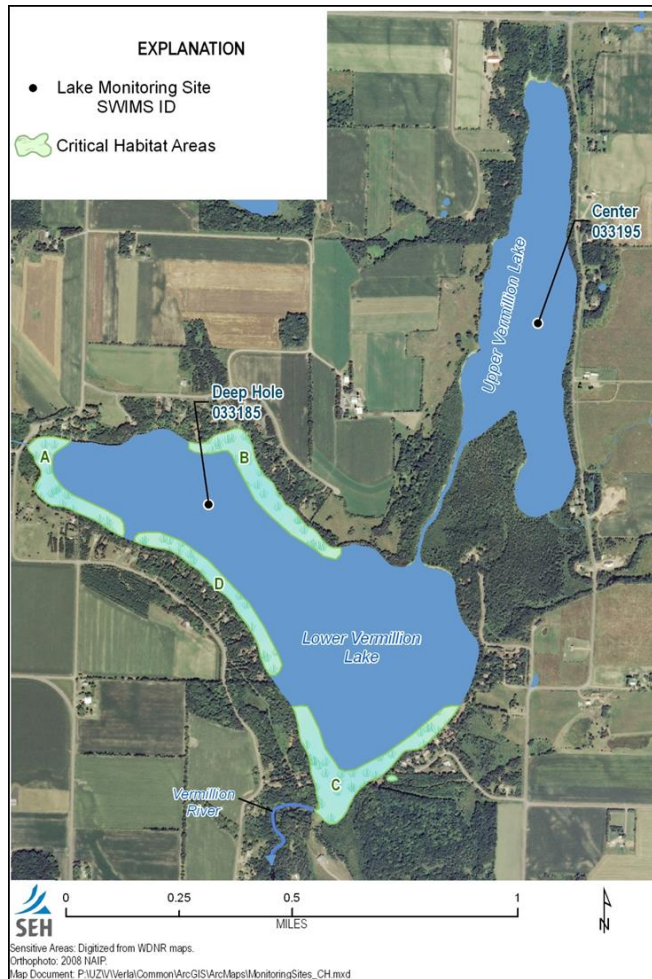 EXPLANATION
Lake Monitoring Site
SWIMS ID
Critical Habitat Areas
Center
033195
Upper Vermillion Lake
Deep Hole
033185
A
B
D
Lower Vermillion
Lake
C
Vermillion
River
SEH
0
0.25
0.5
1
MILES
N
Sensitive Areas: Digitized from WDNR maps.
Orthophoto: 2008 NAIP.
Map Document: P:\UZ\V\Verla\Common\ArcGIS\ArcMaps\MonitoringSites_CH.mxd